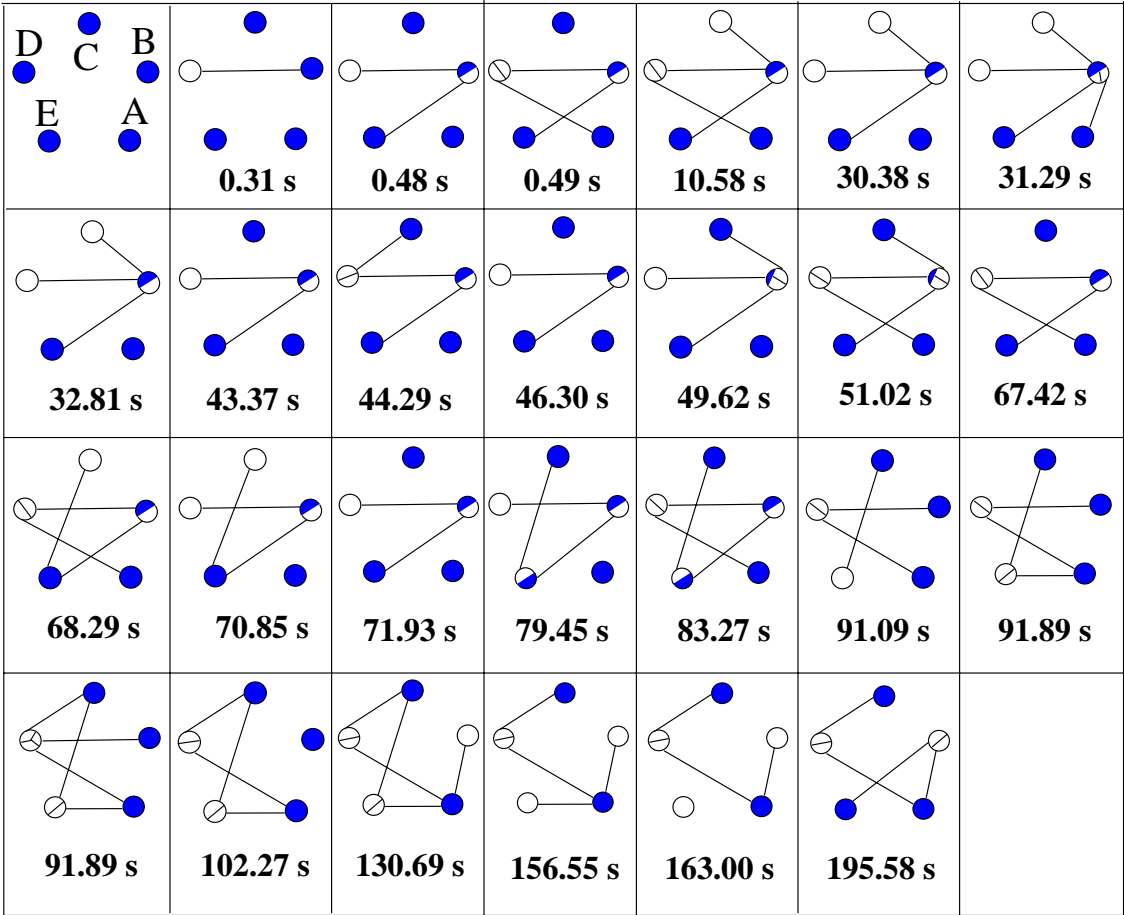 D
C
B
E
A
0.31 s
0.48 s
0.49 s
10.58 s
30.38 s
31.29 s
32.81 s
43.37 s
44.29 s
46.30 s
49.62 s
51.02 s
67.42 s
68.29 s
70.85 s
71.93 s
79.45 s
83.27 s
91.09 s
91.89 s
91.89 s
102.27 s
130.69 s
156.55 s
163.00 s
195.58 s